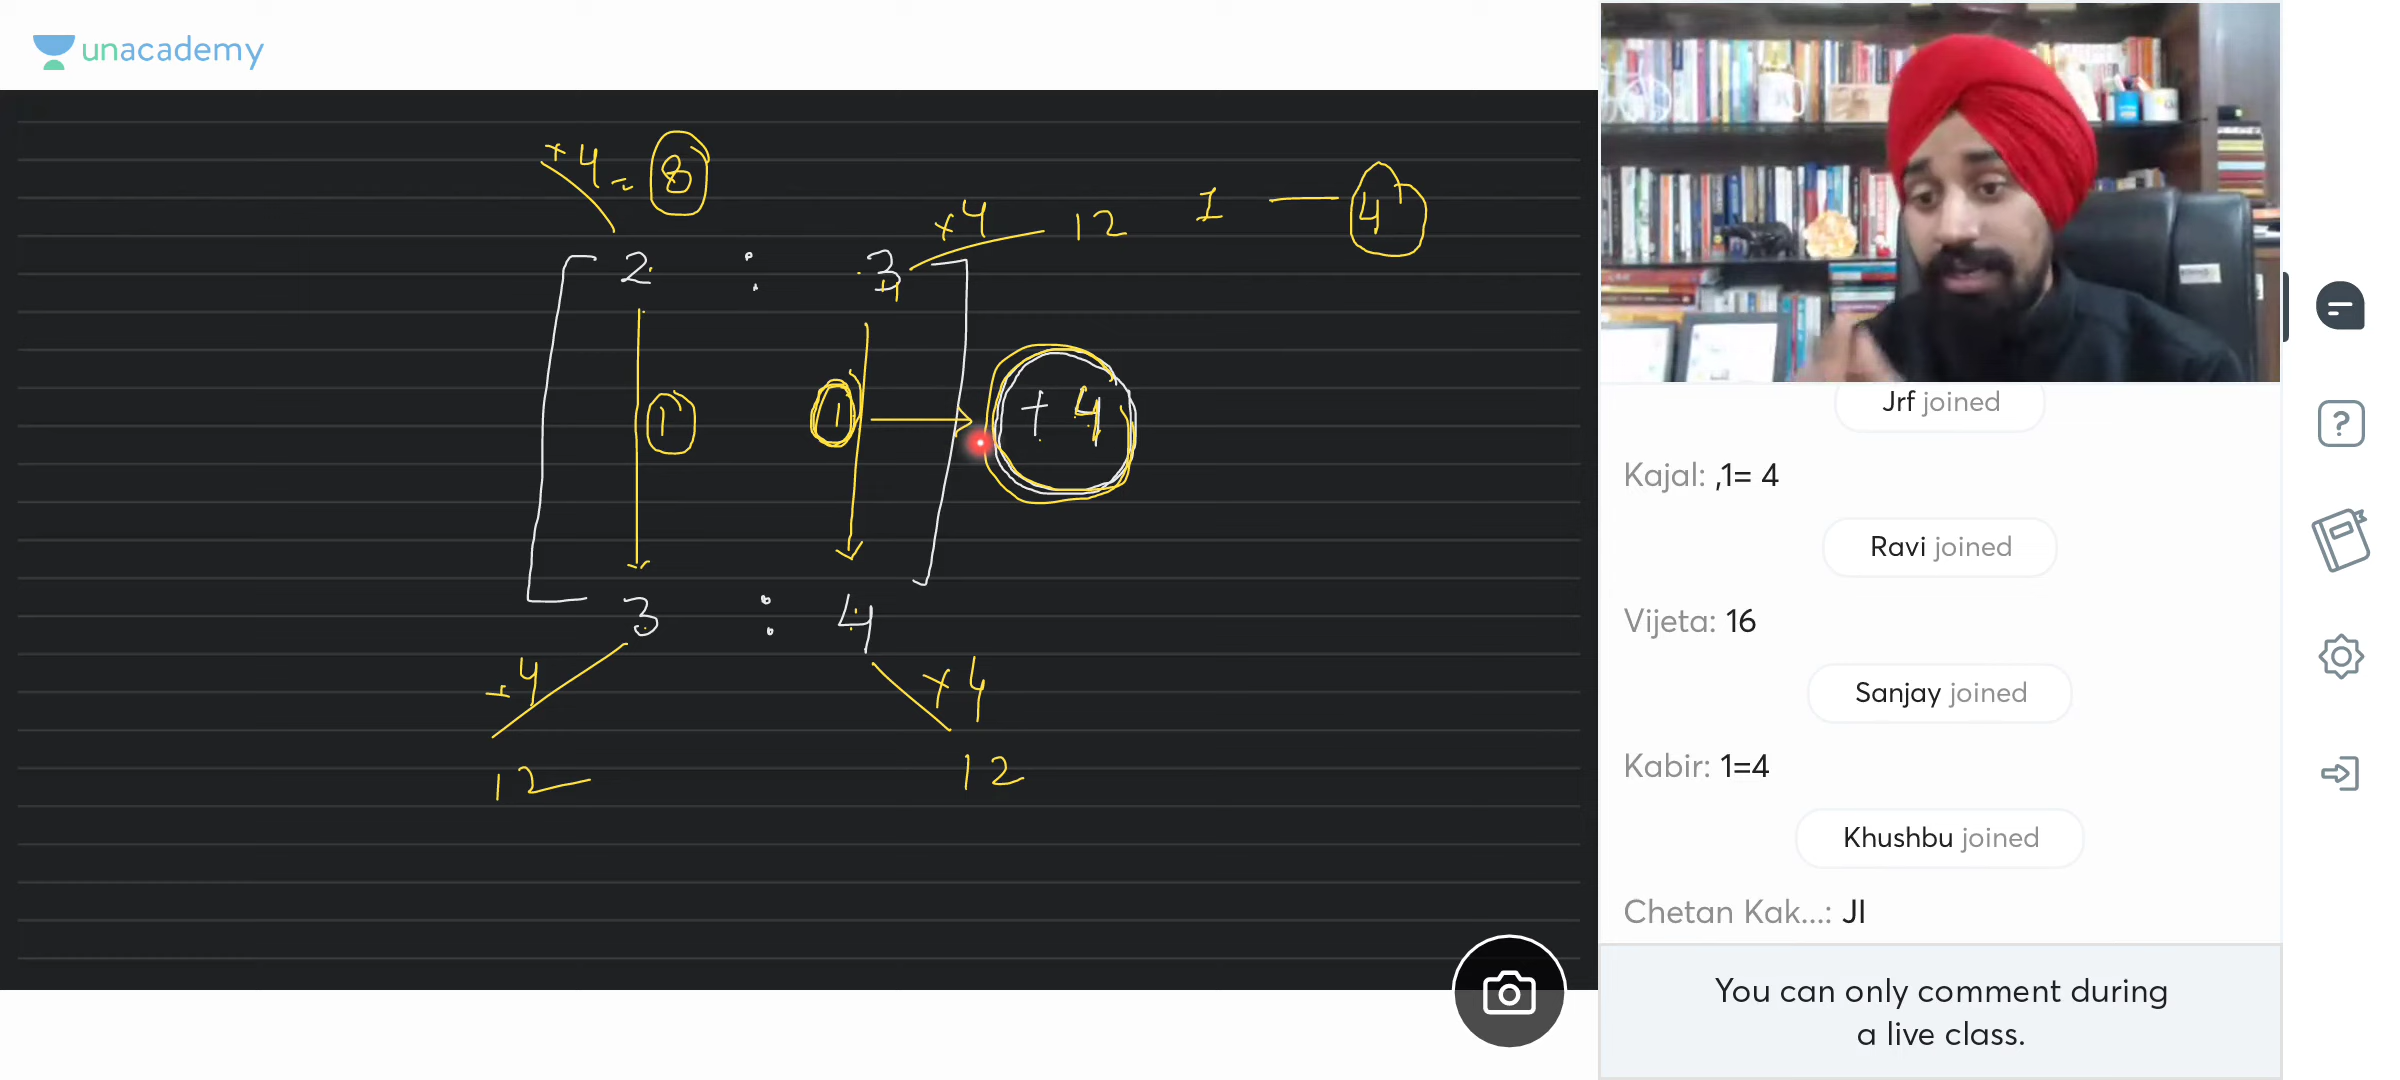 unacademy
×4 = 8
×4 12 1 — 4
2 : 3
1 1 → + 4
3 : 4
×4 ×4
12 12
Jrf joined
Kajal: ,1= 4
Ravi joined
Vijeta: 16
Sanjay joined
Kabir: 1=4
Khushbu joined
Chetan Kak...: JI
You can only comment during
a live class.
?